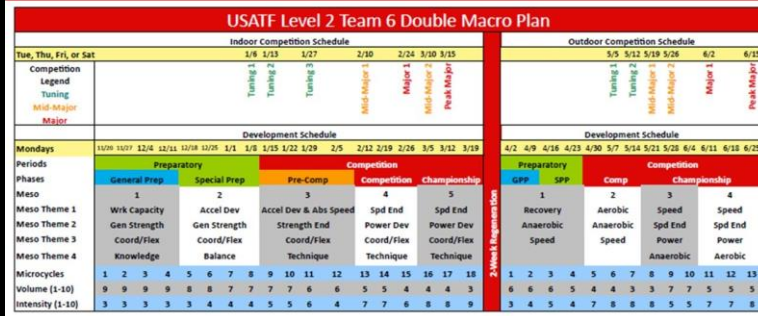 USATF Level 2 Team 6 Double Macro Plan
Indoor Competition Schedule Outdoor Competition Schedule
Tue, Thu, Fri, or Sat 1/6 1/13 1/27 2/10 2/24 3/10 3/15 5/5 5/12 5/19 5/26 6/2 6/15
Competition
Legend
Tuning
Mid-Major
Major
Tuning 1 Tuning 2 Tuning 3 Mid-Major 1 Major 1 Mid-Major 2 Peak Major Tuning 1 Tuning 2 Mid-Major 1 Mid-Major 2 Major 1 Peak Major
Development Schedule Development Schedule
Mondays 11/20 11/27 12/4 12/11 12/18 12/25 1/1 1/8 1/15 1/22 1/29 2/5 2/12 2/19 2/26 3/5 3/12 3/19 4/2 4/9 4/16 4/23 4/30 5/7 5/14 5/21 5/28 6/4 6/11 6/18 6/25
Periods Preparatory Competition Preparatory Competition
Phases General Prep Special Prep Pre-Comp Competition Championship GPP SPP Comp Championship
Meso 1 2 3 4 5 1 2 3 4
Meso Theme 1 Wrk Capacity Accel Dev Accel Dev & Abs Speed Spd End Spd End Recovery Aerobic Speed Speed
Meso Theme 2 Gen Strength Gen Strength Strength End Power Dev Power Dev Anaerobic Anaerobic Spd End Spd End
Meso Theme 3 Coord/Flex Coord/Flex Coord/Flex Coord/Flex Coord/Flex Speed Speed Power Power
Meso Theme 4 Knowledge Balance Technique Technique Technique Anaerobic Aerobic
2-Week Regeneration
Microcycles 1 2 3 4 5 6 7 8 9 10 11 12 13 14 15 16 17 18 1 2 3 4 5 6 7 8 9 10 11 12 13
Volume (1-10) 9 9 9 9 8 8 7 7 7 7 6 6 5 5 4 4 4 3 6 6 6 5 4 4 3 3 7 7 5 5 5
Intensity (1-10) 3 3 3 3 3 4 4 4 5 5 6 4 7 7 6 8 8 9 3 4 5 4 7 8 8 8 5 5 7 7 8